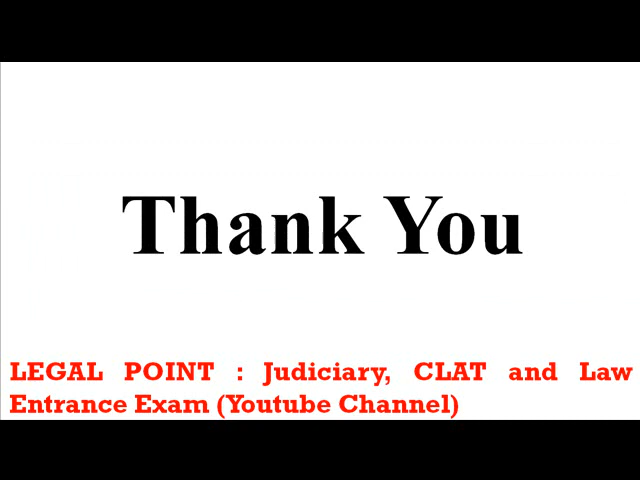 Thank You
LEGAL POINT : Judiciary, CLAT and Law
Entrance Exam (Youtube Channel)